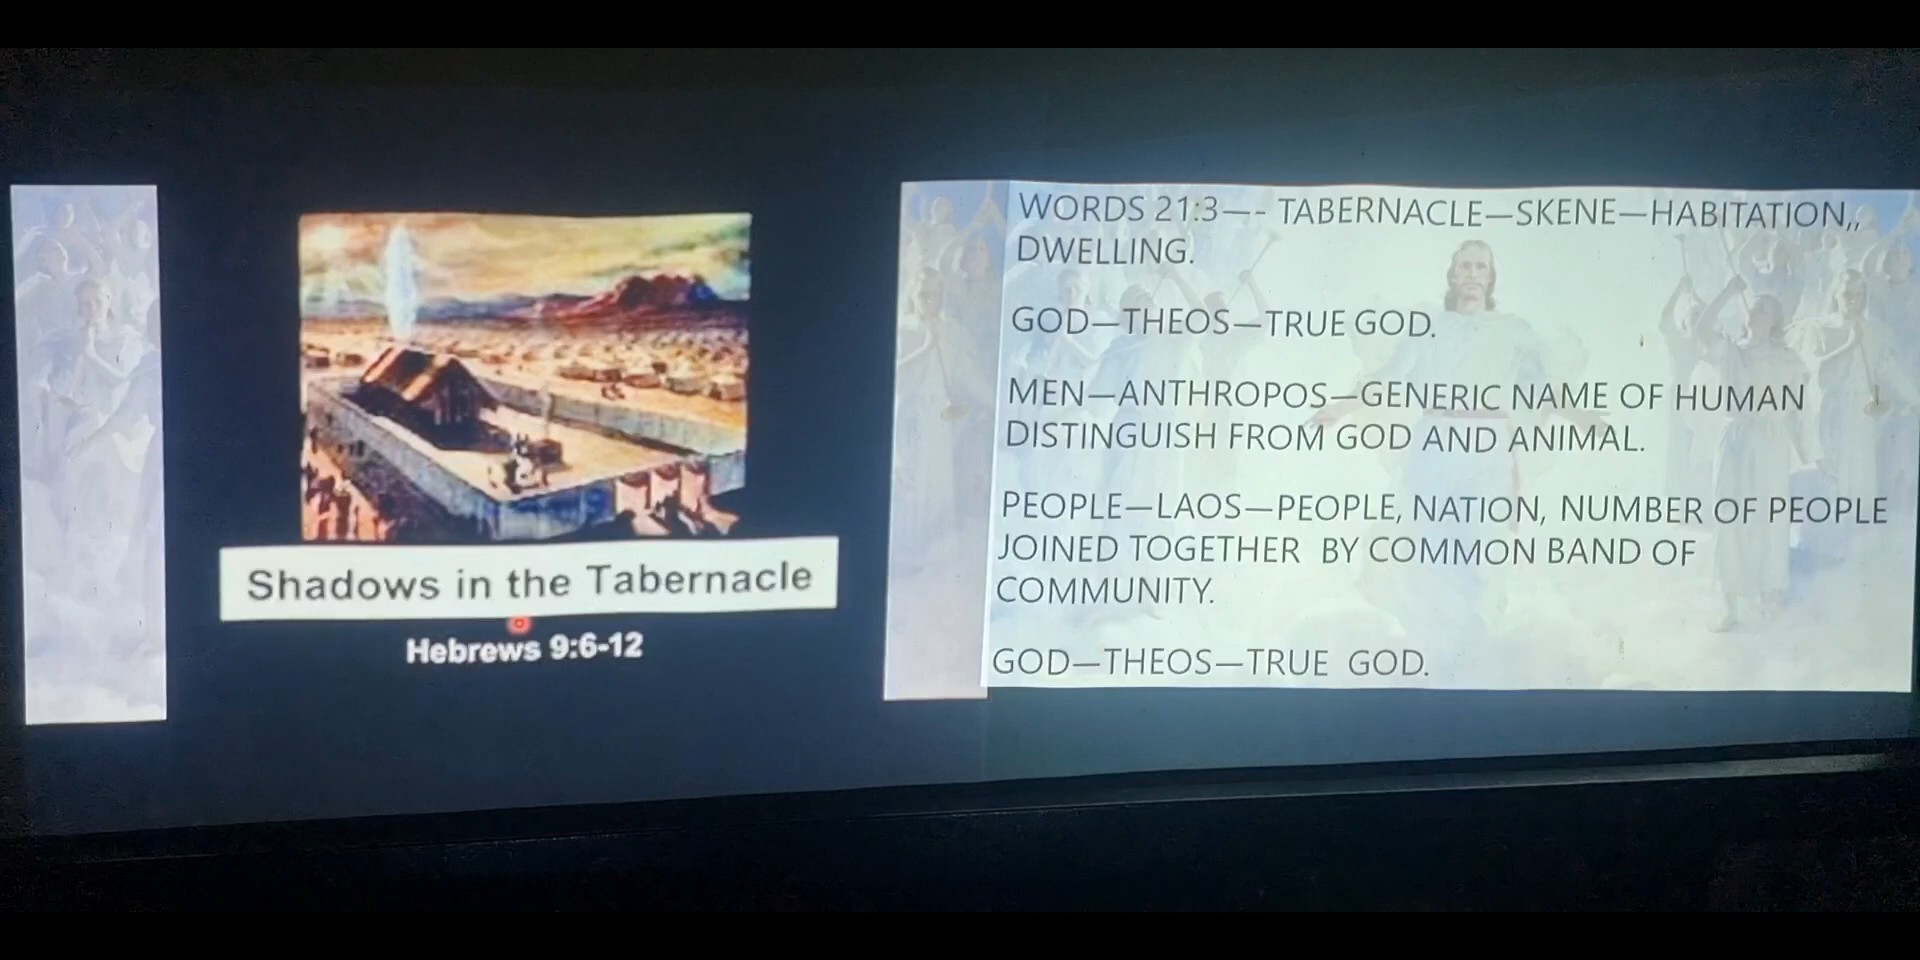 Shadows in the Tabernacle
Hebrews 9:6-12
WORDS 21:3—- TABERNACLE—SKENE—HABITATION,,
DWELLING.
GOD—THEOS—TRUE GOD.
MEN—ANTHROPOS—GENERIC NAME OF HUMAN
DISTINGUISH FROM GOD AND ANIMAL.
PEOPLE—LAOS—PEOPLE, NATION, NUMBER OF PEOPLE
JOINED TOGETHER BY COMMON BAND OF
COMMUNITY.
GOD—THEOS—TRUE GOD.